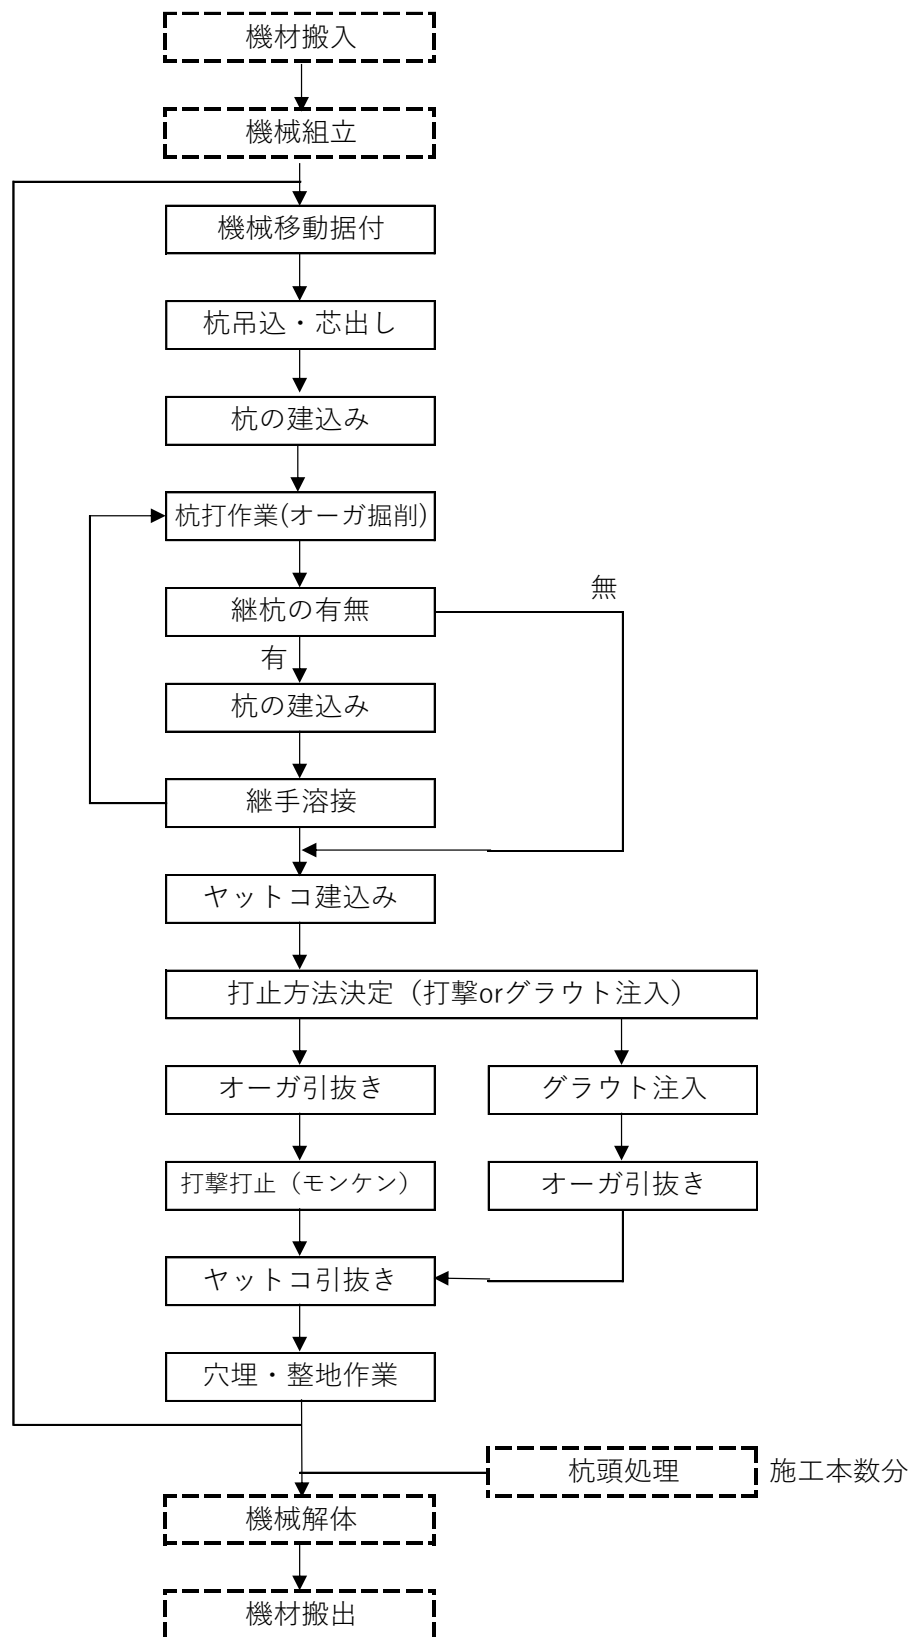 機材搬入
機械組立
機械移動据付
杭吊込・芯出し
杭の建込み
杭打作業(オーガ掘削)
無
継杭の有無
有
杭の建込み
継手溶接
ヤットコ建込み
打止方法決定（打撃orグラウト注入）
オーガ引抜き
グラウト注入
打撃打止（モンケン）
オーガ引抜き
ヤットコ引抜き
穴埋・整地作業
杭頭処理
施工本数分
機械解体
機材搬出